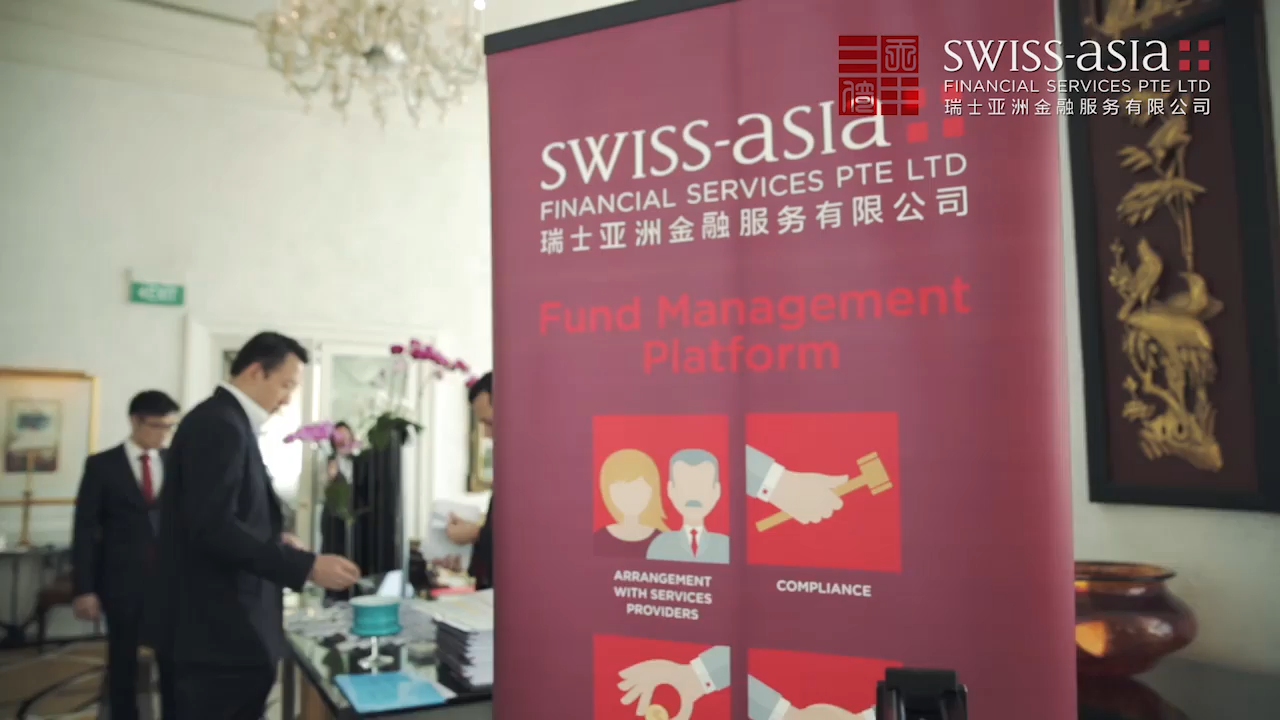 SWISS-asia
FINANCIAL SERVICES PTE LTD
瑞士亚洲金融服务有限公司
SWISS-asia
FINANCIAL SERVICES PTE LTD
瑞士亚洲金融服务有限公司
Fund Management
Platform
ARRANGEMENT
WITH SERVICES
PROVIDERS
COMPLIANCE
EXIT